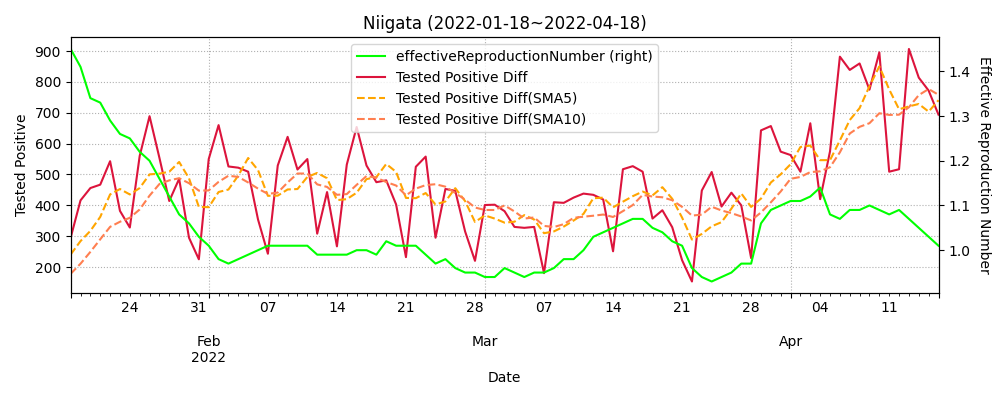 Niigata (2022-01-18~2022-04-18)
effectiveReproductionNumber (right)
Tested Positive Diff
Tested Positive Diff(SMA5)
Tested Positive Diff(SMA10)
Tested Positive
900
800
700
600
500
400
300
200
1.4
1.3
1.2
1.1
1.0
Effective Reproduction Number
24 31 07 14 21 28 07 14 21 28 04 11
Feb Mar Apr
2022
Date